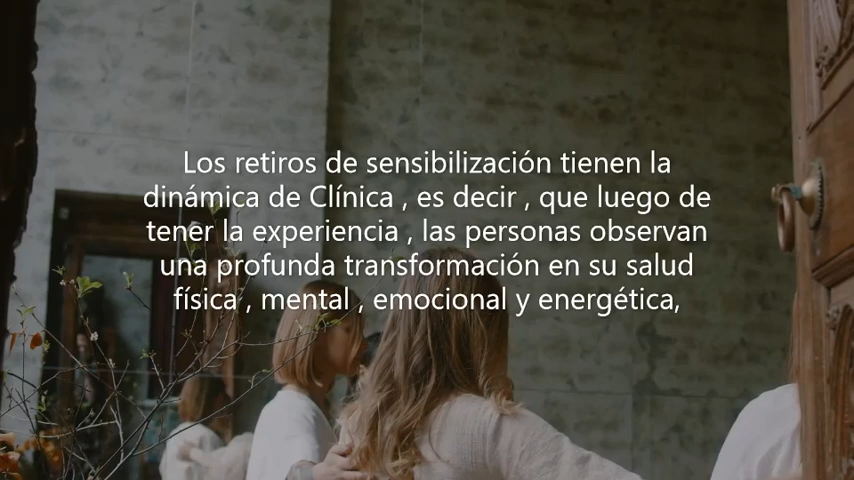 Los retiros de sensibilización tienen la
dinámica de Clínica , es decir , que luego de
tener la experiencia , las personas observan
una profunda transformación en su salud
física , mental , emocional y energética,